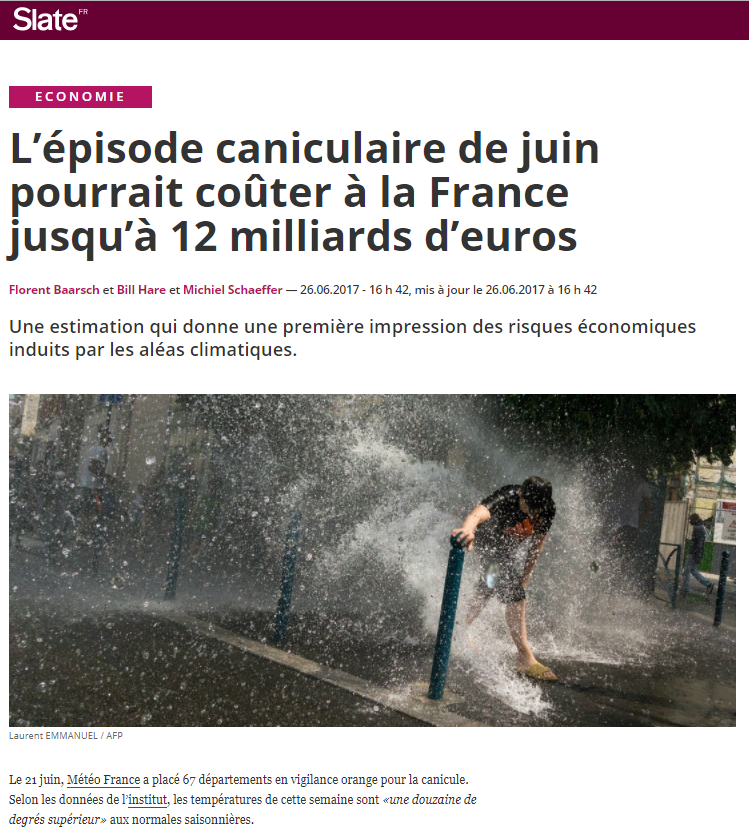 Slate FR
ECONOMIE
L’épisode caniculaire de juin
pourrait coûter à la France
jusqu’à 12 milliards d’euros
Florent Baarsch et Bill Hare et Michiel Schaeffer — 26.06.2017 - 16 h 42, mis à jour le 26.06.2017 à 16 h 42
Une estimation qui donne une première impression des risques économiques
induits par les aléas climatiques.
Laurent EMMANUEL / AFP
Le 21 juin, Météo France a placé 67 départements en vigilance orange pour la canicule.
Selon les données de l’institut, les températures de cette semaine sont «une douzaine de
degrés supérieur» aux normales saisonnières.